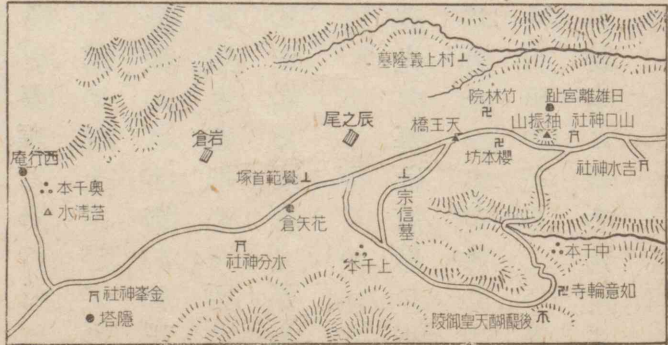 村上義隆墓
日雄離宮趾
竹林院
山口神社
袖振山
天王橋
櫻本坊
吉水神社
辰之尾
岩倉
西行庵
奥千本
苔清水
覺範首塚
花矢倉
宗信墓
水分神社
上千本
中千本
如意輪寺
後醍醐天皇御陵
金峯神社
隱塔